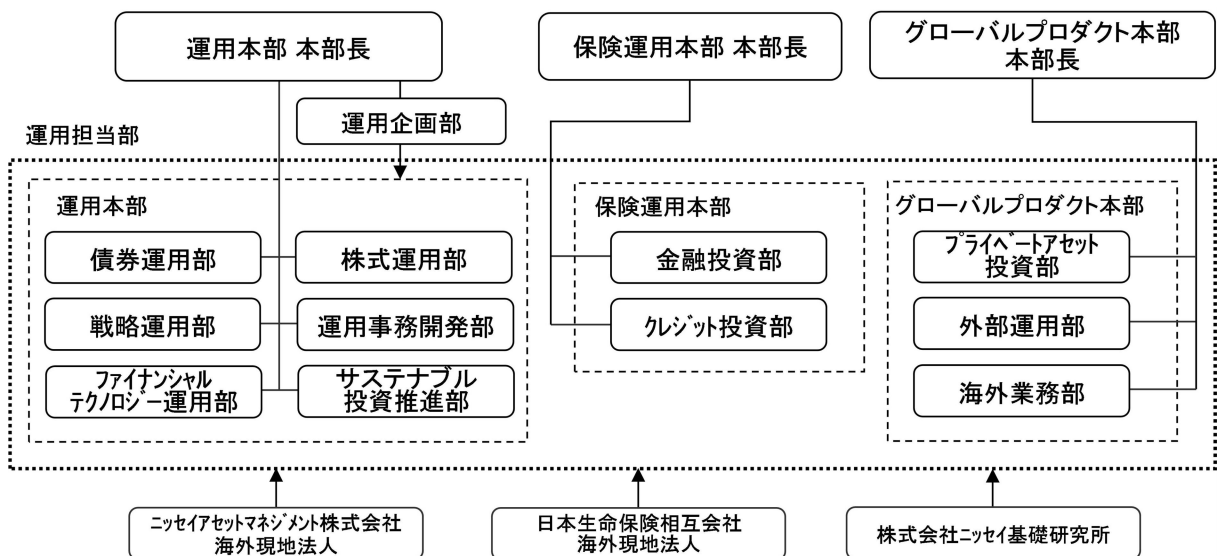 運用本部 本部長
保険運用本部 本部長
グローバルプロダクト本部
本部長
運用企画部
運用担当部
運用本部
債券運用部
株式運用部
戦略運用部
運用事務開発部
ファイナンシャル
テクノロジー運用部
サステナブル
投資推進部
保険運用本部
金融投資部
クレジット投資部
グローバルプロダクト本部
プライベートアセット
投資部
外部運用部
海外業務部
ニッセイアセットマネジメント株式会社
海外現地法人
日本生命保険相互会社
海外現地法人
株式会社ニッセイ基礎研究所